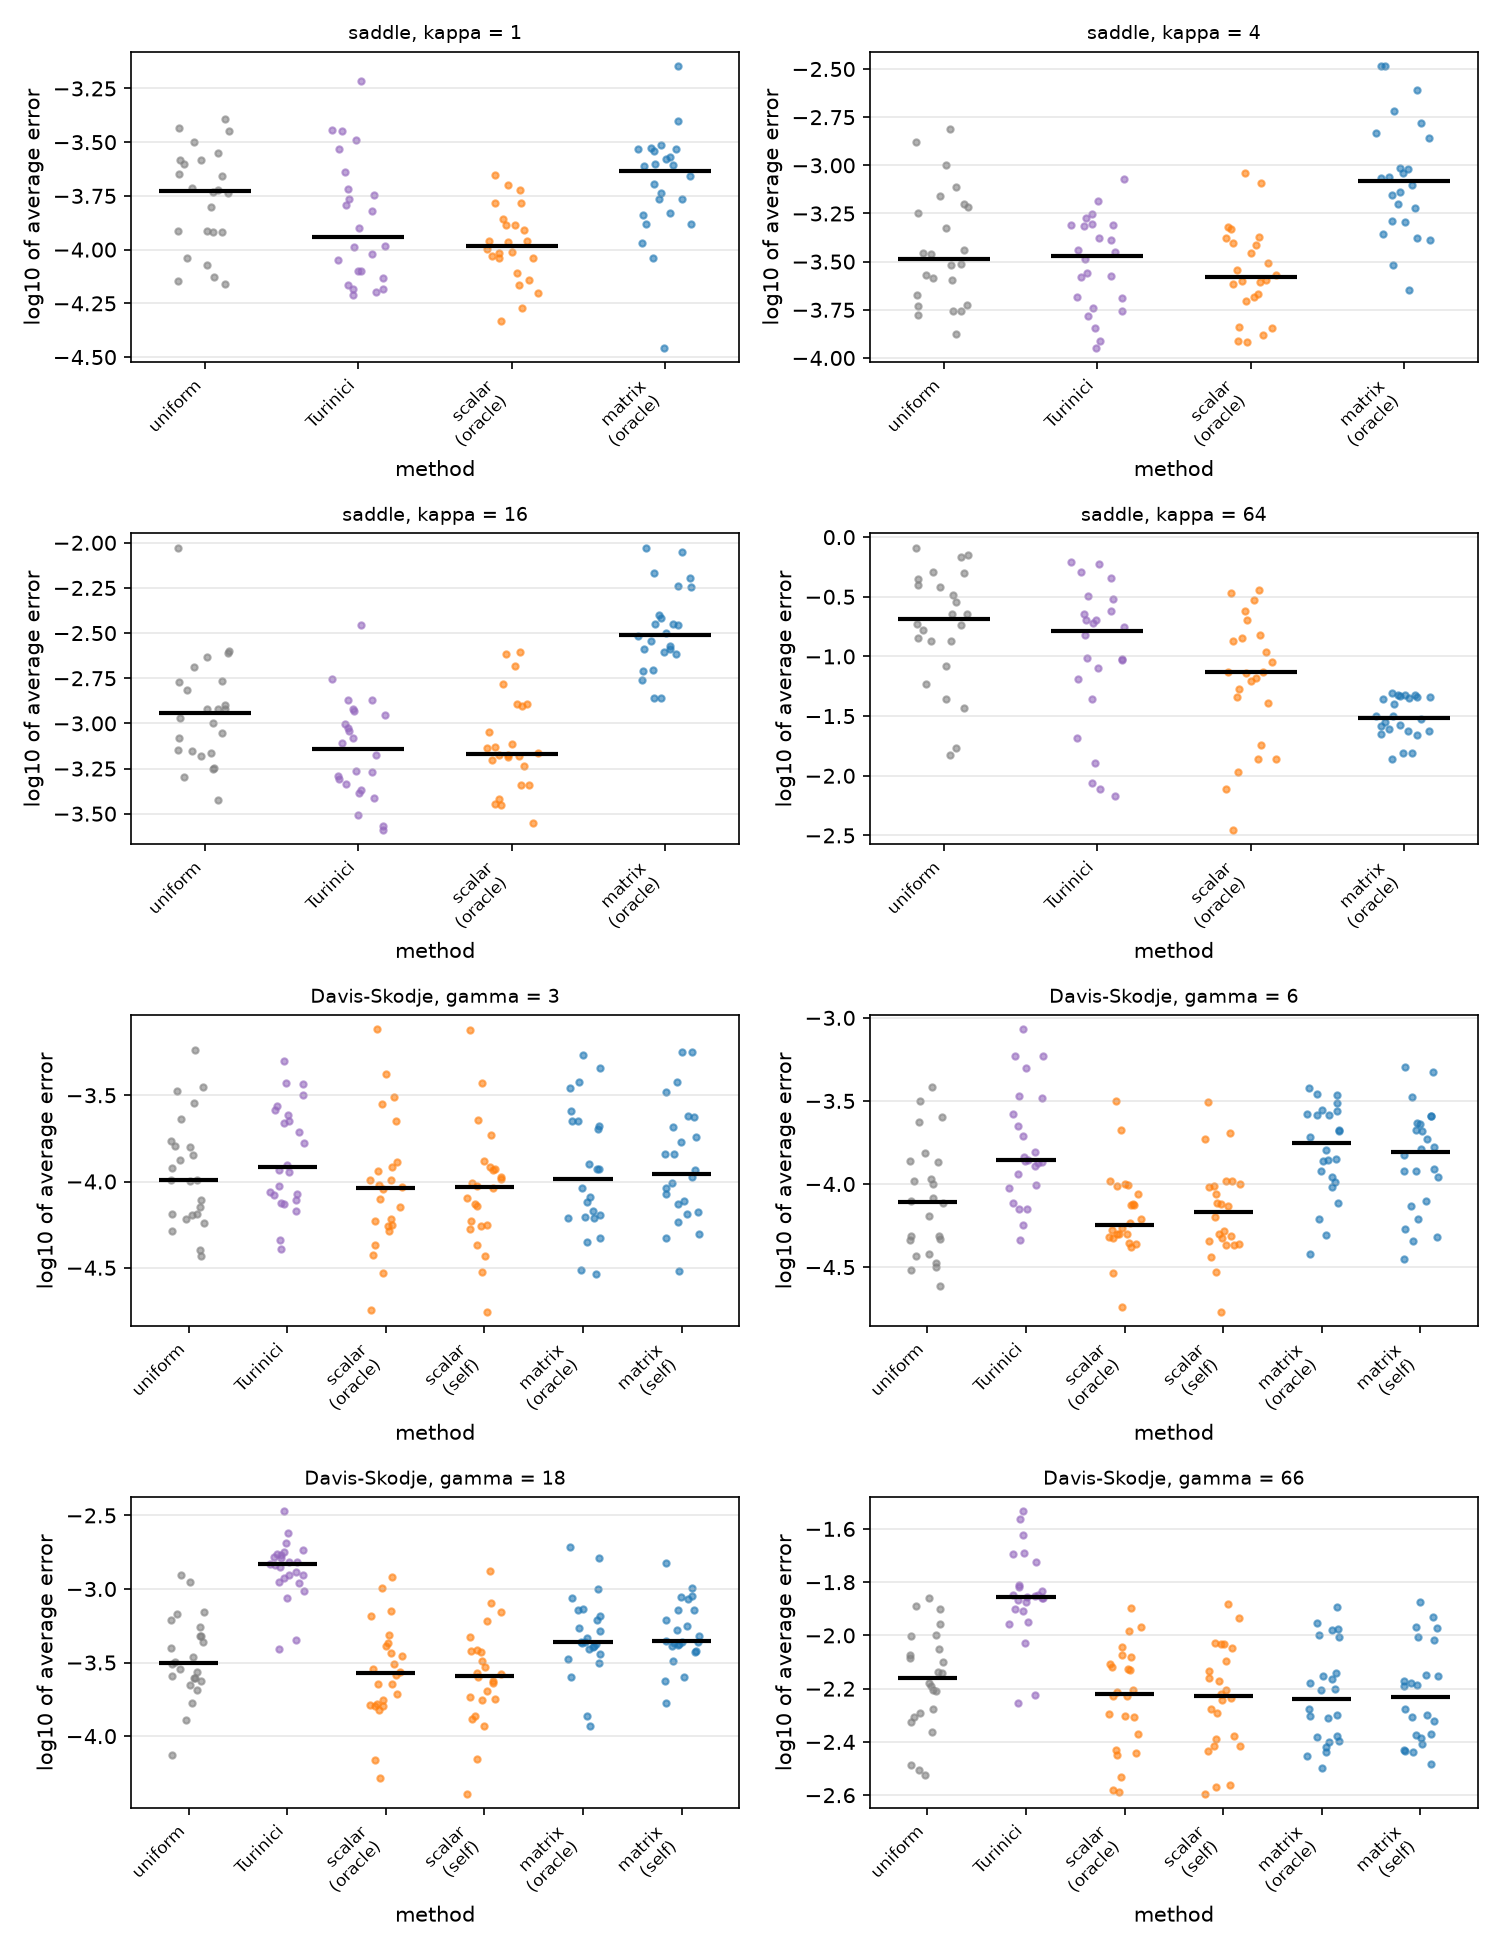 saddle, kappa = 1
log10 of average error
−3.25
−3.50
−3.75
−4.00
−4.25
−4.50
uniform
Turinici
scalar
(oracle)
matrix
(oracle)
method
saddle, kappa = 4
log10 of average error
−2.50
−2.75
−3.00
−3.25
−3.50
−3.75
−4.00
uniform
Turinici
scalar
(oracle)
matrix
(oracle)
method
saddle, kappa = 16
log10 of average error
−2.00
−2.25
−2.50
−2.75
−3.00
−3.25
−3.50
uniform
Turinici
scalar
(oracle)
matrix
(oracle)
method
saddle, kappa = 64
log10 of average error
0.0
−0.5
−1.0
−1.5
−2.0
−2.5
uniform
Turinici
scalar
(oracle)
matrix
(oracle)
method
Davis-Skodje, gamma = 3
log10 of average error
−3.5
−4.0
−4.5
uniform
Turinici
scalar
(oracle)
scalar
(self)
matrix
(oracle)
matrix
(self)
method
Davis-Skodje, gamma = 6
log10 of average error
−3.0
−3.5
−4.0
−4.5
uniform
Turinici
scalar
(oracle)
scalar
(self)
matrix
(oracle)
matrix
(self)
method
Davis-Skodje, gamma = 18
log10 of average error
−2.5
−3.0
−3.5
−4.0
uniform
Turinici
scalar
(oracle)
scalar
(self)
matrix
(oracle)
matrix
(self)
method
Davis-Skodje, gamma = 66
log10 of average error
−1.6
−1.8
−2.0
−2.2
−2.4
−2.6
uniform
Turinici
scalar
(oracle)
scalar
(self)
matrix
(oracle)
matrix
(self)
method